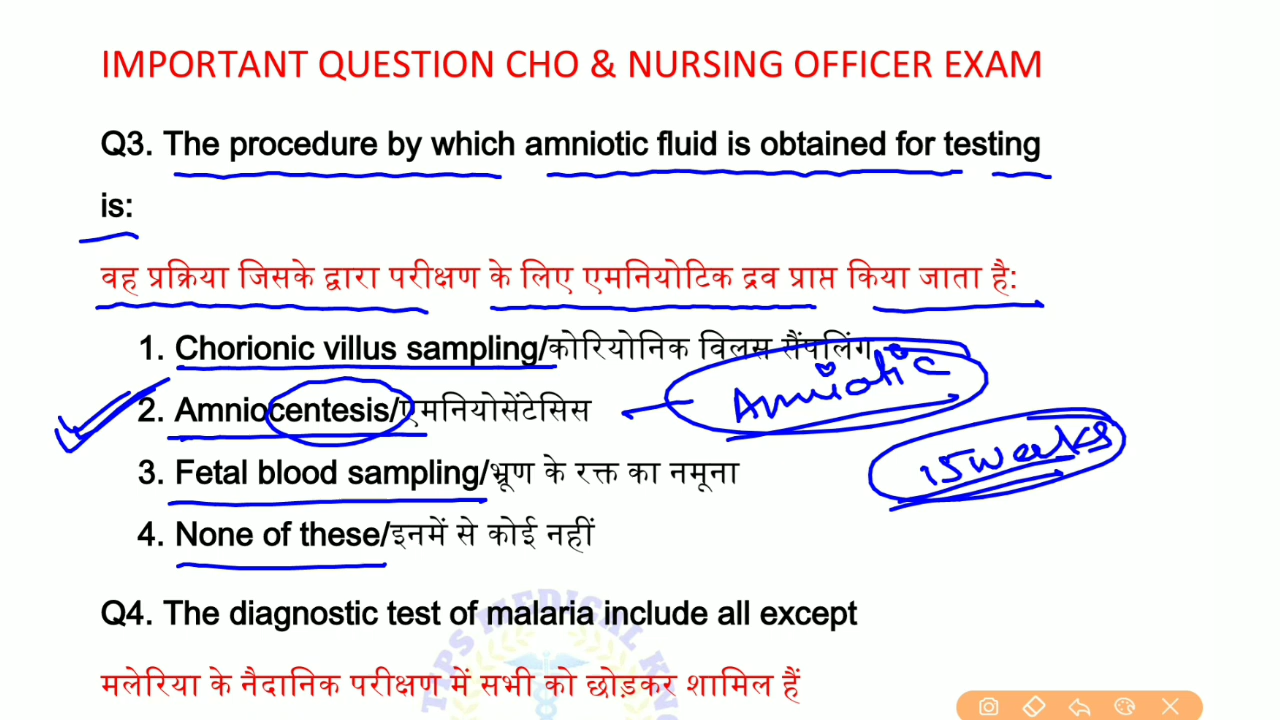 IMPORTANT QUESTION CHO & NURSING OFFICER EXAM
Q3. The procedure by which amniotic fluid is obtained for testing
is:
वह प्रक्रिया जिसके द्वारा परीक्षण के लिए एमनियोटिक द्रव प्राप्त किया जाता है:
1. Chorionic villus sampling/कोरियोनिक विलस सैंपलिंग
2. Amniocentesis/एमनियोसेंटेसिस
Amniotic
3. Fetal blood sampling/भ्रूण के रक्त का नमूना
15 weeks
4. None of these/इनमें से कोई नहीं
Q4. The diagnostic test of malaria include all except
मलेरिया के नैदानिक परीक्षण में सभी को छोड़कर शामिल हैं